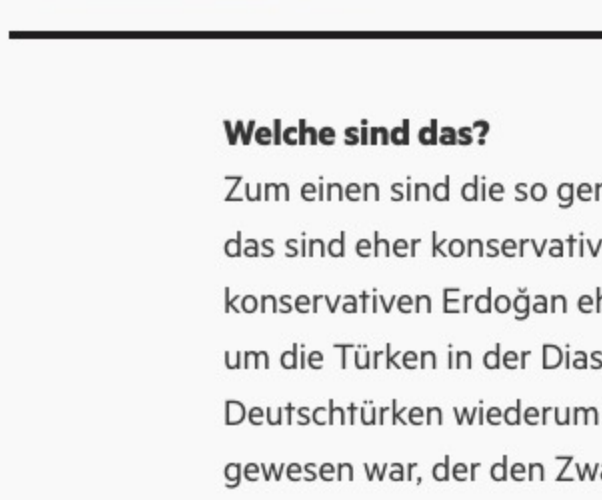 Welche sind das?
Zum einen sind die so
das sind eher
konservativen Erdoğan
um die Türken in der
Deutschtürken wiederum
gewesen war, der den